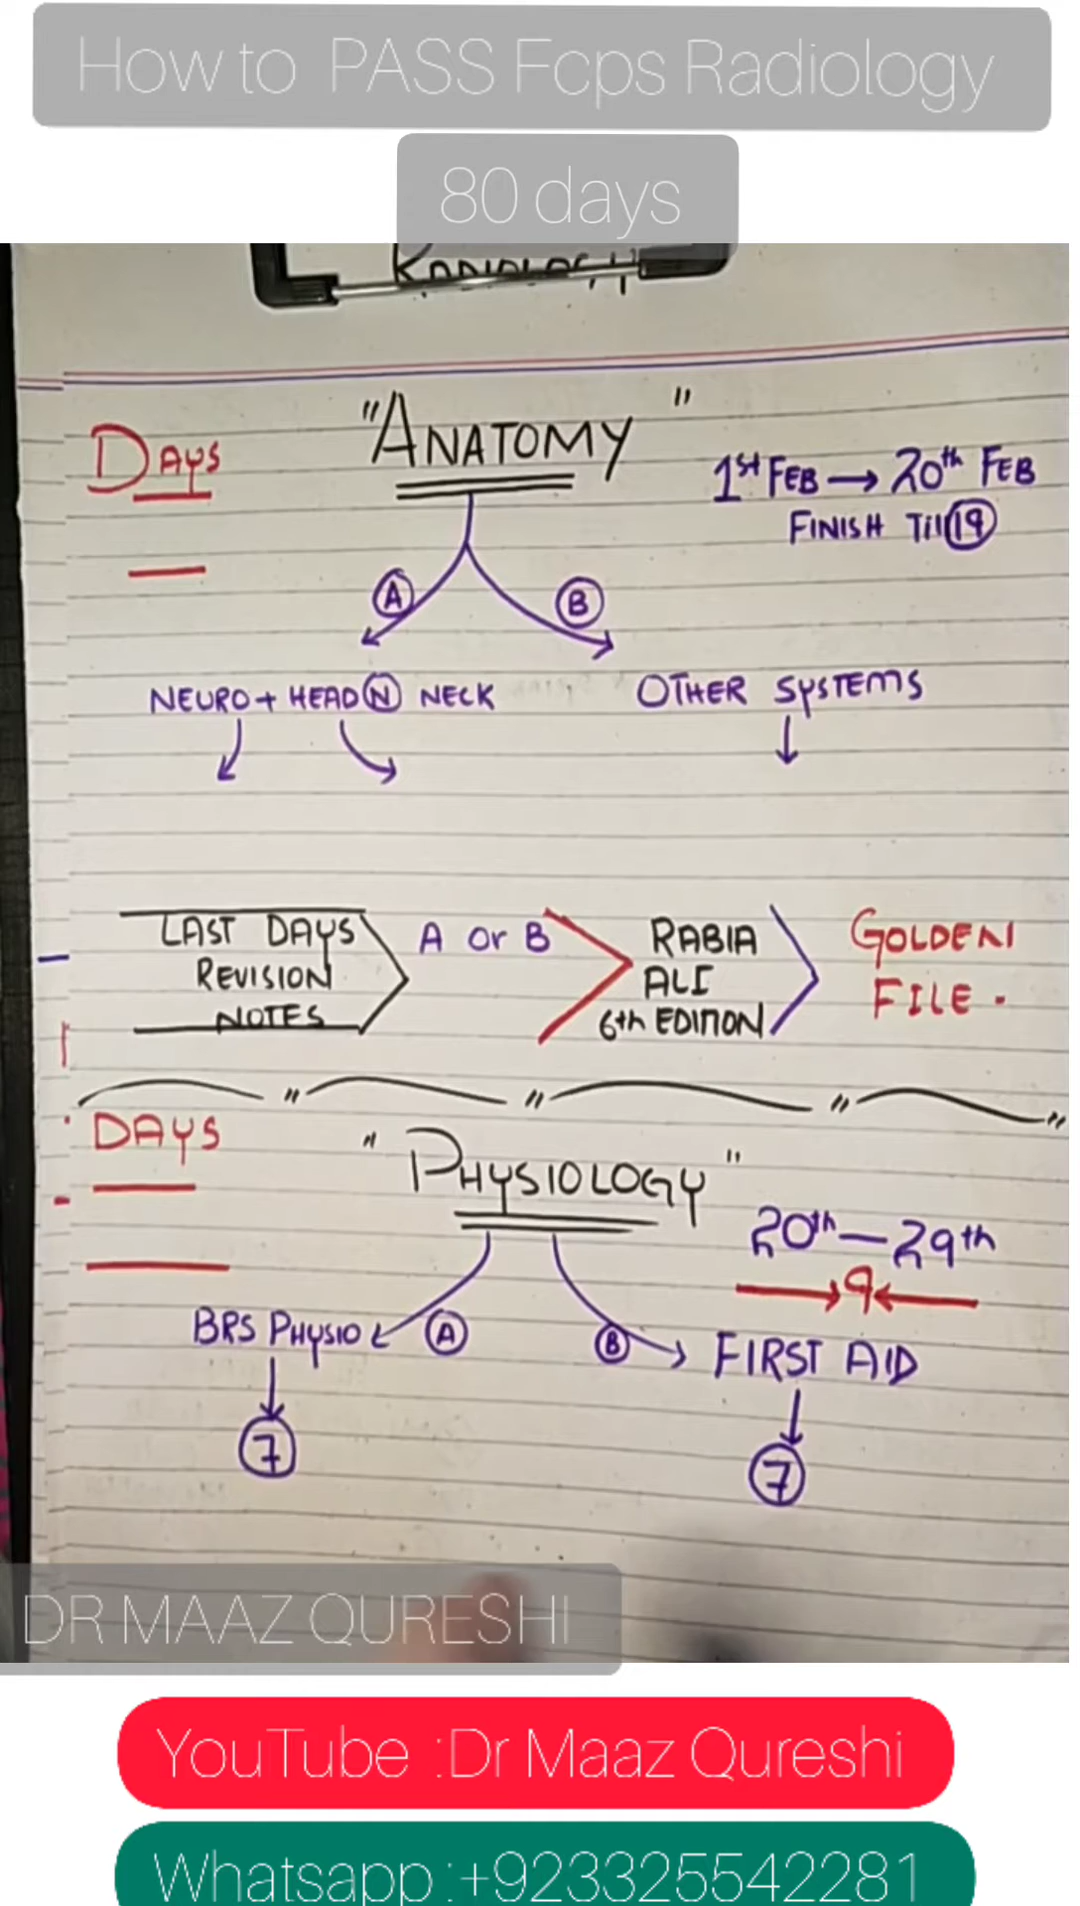 How to PASS Fcps Radiology
80 days
RADIOLOGY
DAYS
"ANATOMY"
1st FEB → 20th FEB
FINISH Till 19
A
B
NEURO + HEAD N NECK
OTHER SYSTEMS
LAST DAYS
REVISION
NOTES
A or B
RABIA
ALI
6th EDITION
GOLDEN
FILE.
DAYS
"PHYSIOLOGY"
20th — 29th
9
BRS PHYSIO
A
B
FIRST AID
7
7
DR MAAZ QURESHI
YouTube :Dr Maaz Qureshi
Whatsapp :+923325542281